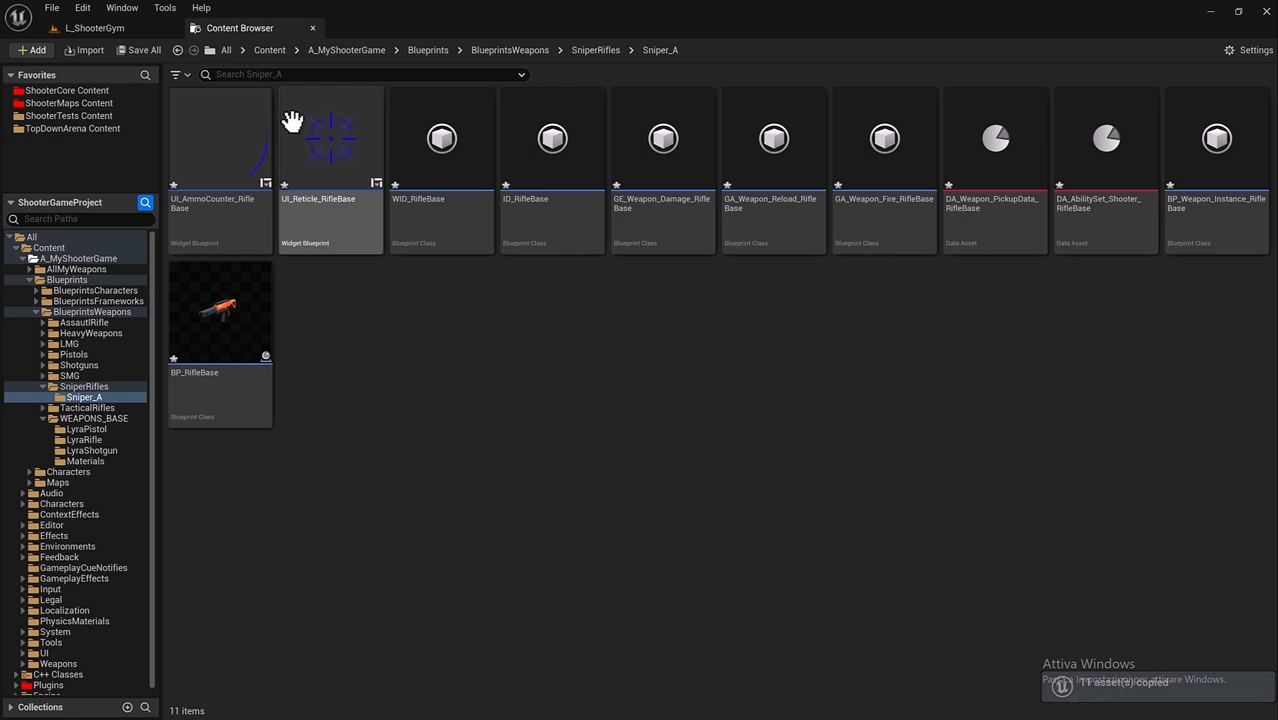 File Edit Window Tools Help
L_ShooterGym
Content Browser
Add Import Save All All Content A_MyShooterGame Blueprints BlueprintsWeapons SniperRifles Sniper_A Settings
Favorites
ShooterCore Content
ShooterMaps Content
ShooterTests Content
TopDownArena Content
ShooterGameProject
Search Paths
All
Content
A_MyShooterGame
AllMyWeapons
Blueprints
BlueprintsCharacters
BlueprintsFrameworks
BlueprintsWeapons
AssautlRifle
HeavyWeapons
LMG
Pistols
Shotguns
SMG
SniperRifles
Sniper_A
TacticalRifles
WEAPONS_BASE
LyraPistol
LyraRifle
LyraShotgun
Materials
Characters
Maps
Audio
Characters
ContextEffects
Editor
Effects
Environments
Feedback
GameplayCueNotifies
GameplayEffects
Input
Legal
Localization
PhysicsMaterials
System
Tools
UI
Weapons
C++ Classes
Plugins
Collections
Search Sniper_A
UI_AmmoCounter_Rifle
Base
Widget Blueprint
UI_Reticle_RifleBase
Widget Blueprint
WID_RifleBase
Blueprint Class
ID_RifleBase
Blueprint Class
GE_Weapon_Damage_Rifle
Base
Blueprint Class
GA_Weapon_Reload_Rifle
Base
Blueprint Class
GA_Weapon_Fire_RifleBase
Blueprint Class
DA_Weapon_PickupData_
RifleBase
Data Asset
DA_AbilitySet_Shooter_
RifleBase
Data Asset
BP_Weapon_Instance_Rifle
Base
Blueprint Class
BP_RifleBase
Blueprint Class
Attiva Windows
11 asset(s) copied
11 items